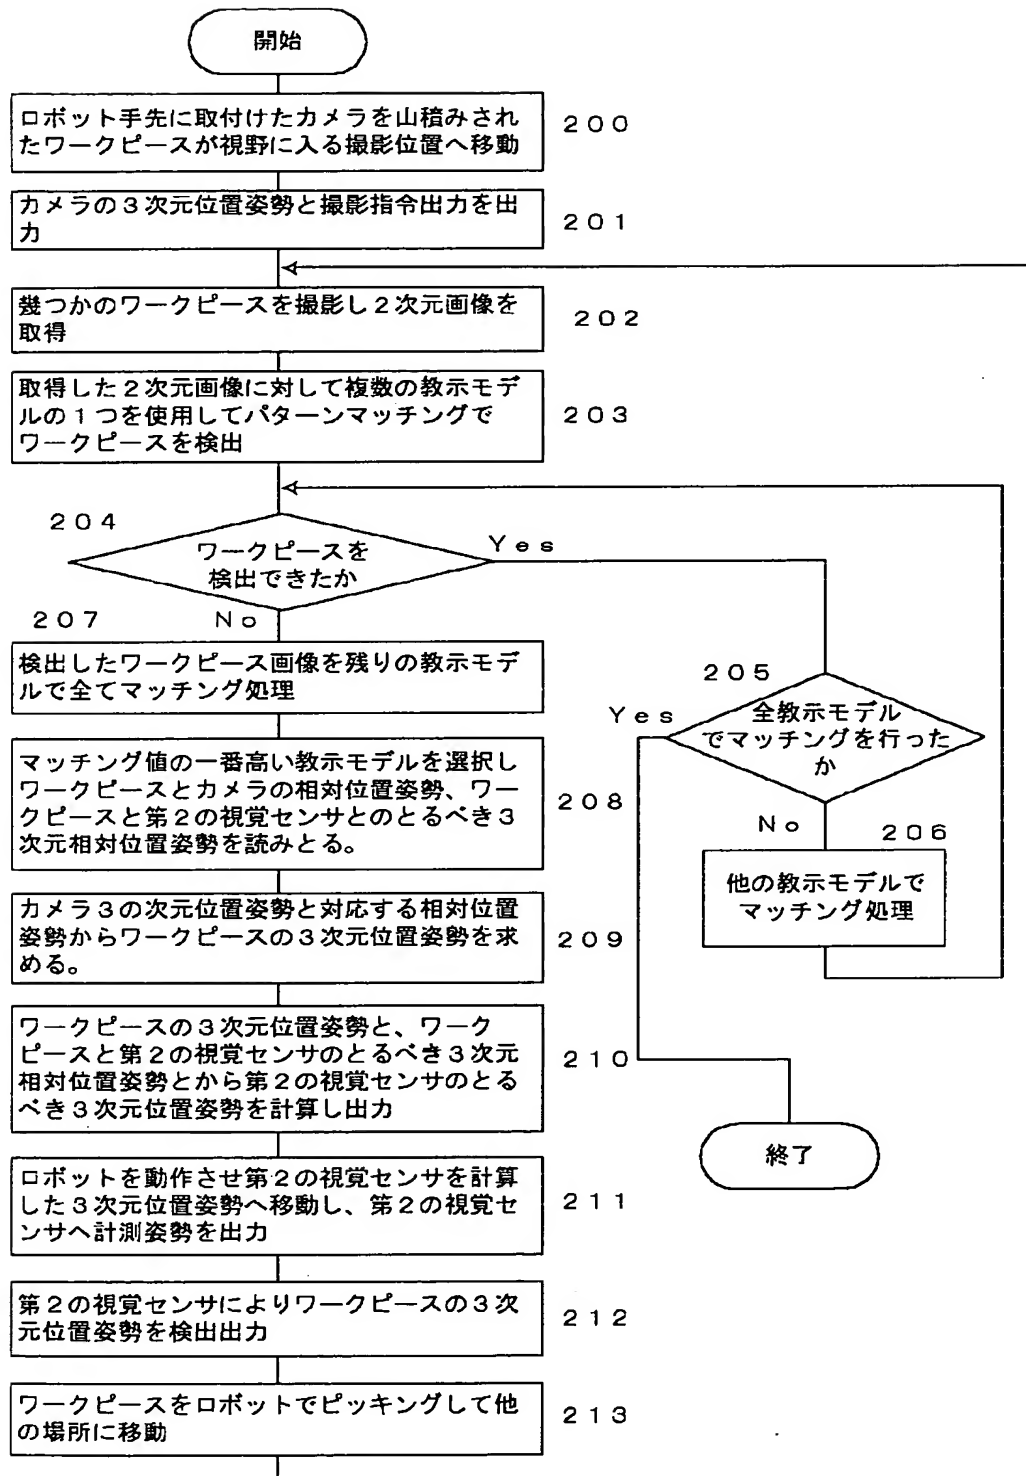 開始
ロボット手先に取付けたカメラを山積みされ
たワークピースが視野に入る撮影位置へ移動
200
カメラの3次元位置姿勢と撮影指令出力を出
力
201
幾つかのワークピースを撮影し2次元画像を
取得
202
取得した2次元画像に対して複数の教示モデ
ルの1つを使用してパターンマッチングで
ワークピースを検出
203
204
ワークピースを
検出できたか
Yes
No
205
全教示モデル
でマッチングを行った
か
Yes
No
206
他の教示モデルで
マッチング処理
終了
207
検出したワークピース画像を残りの教示モデ
ルで全てマッチング処理
マッチング値の一番高い教示モデルを選択し
ワークピースとカメラの相対位置姿勢、ワー
クピースと第2の視覚センサとのとるべき3
次元相対位置姿勢を読みとる。
208
カメラ3の次元位置姿勢と対応する相対位置
姿勢からワークピースの3次元位置姿勢を求
める。
209
ワークピースの3次元位置姿勢と、ワーク
ピースと第2の視覚センサのとるべき3次元
相対位置姿勢とから第2の視覚センサのとる
べき3次元位置姿勢を計算し出力
210
ロボットを動作させ第2の視覚センサを計算
した3次元位置姿勢へ移動し、第2の視覚セ
ンサへ計測姿勢を出力
211
第2の視覚センサによりワークピースの3次
元位置姿勢を検出出力
212
ワークピースをロボットでピッキングして他
の場所に移動
213